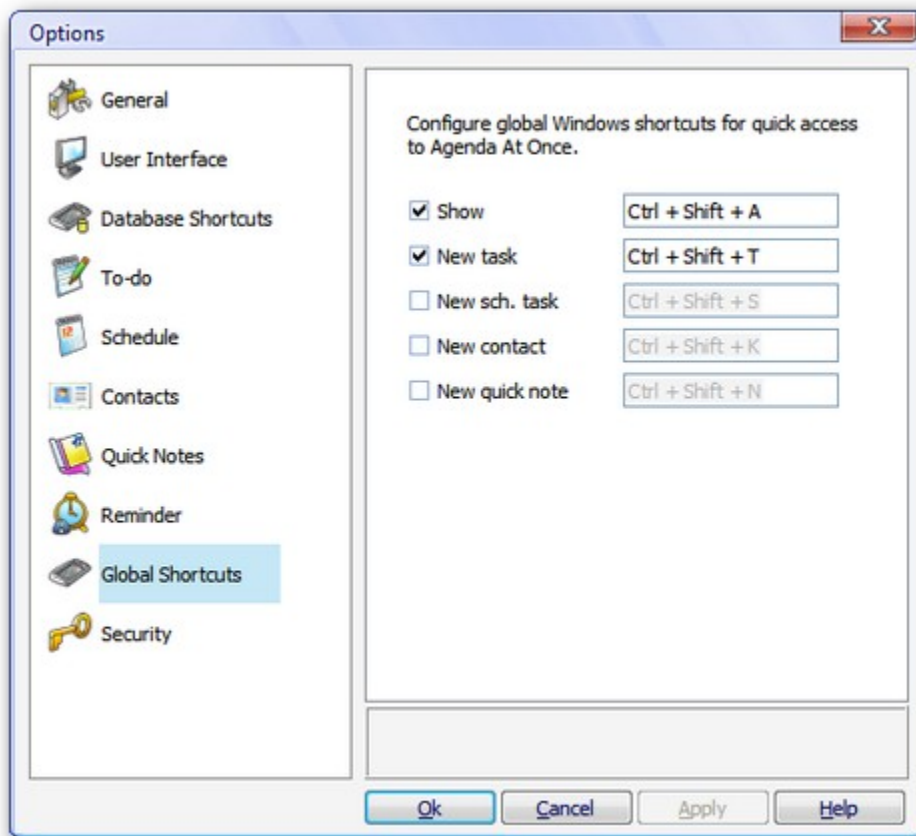 Options
General
User Interface
Database Shortcuts
To-do
Schedule
Contacts
Quick Notes
Reminder
Global Shortcuts
Security
Configure global Windows shortcuts for quick access
to Agenda At Once.
Show Ctrl + Shift + A
New task Ctrl + Shift + T
New sch. task Ctrl + Shift + S
New contact Ctrl + Shift + K
New quick note Ctrl + Shift + N
Ok Cancel Apply Help